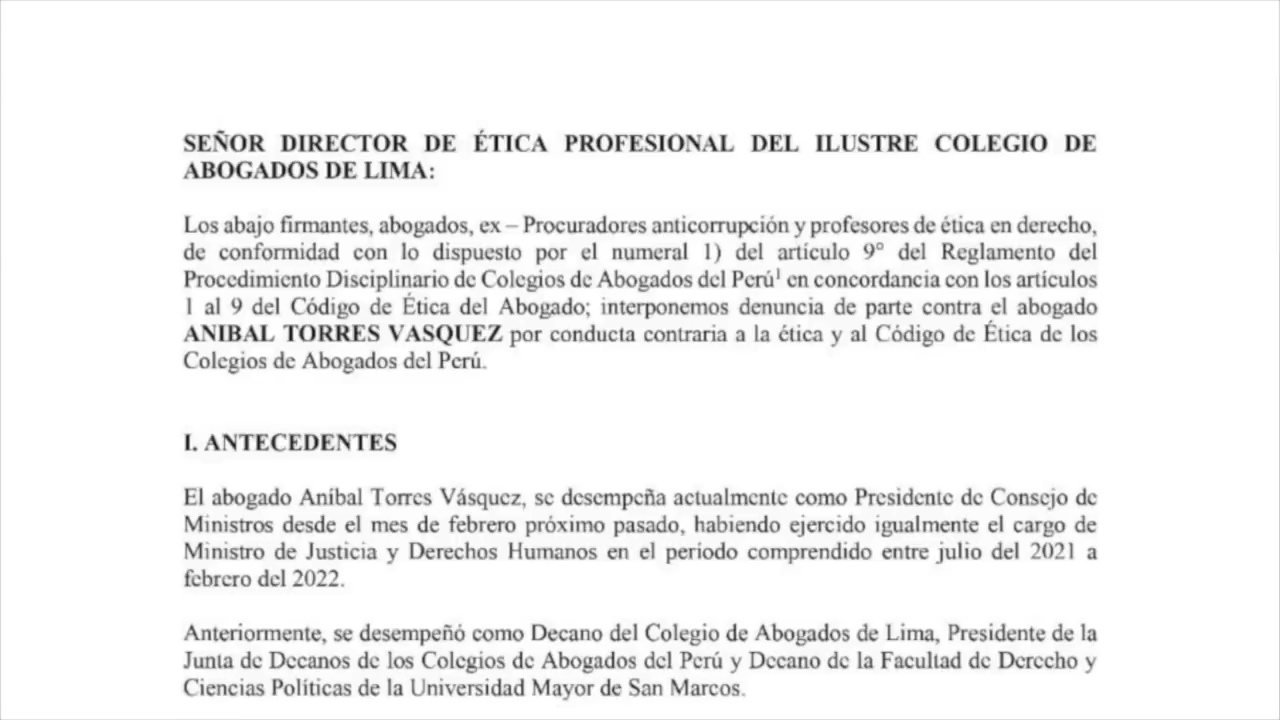 SEÑOR DIRECTOR DE ÉTICA PROFESIONAL DEL ILUSTRE COLEGIO DE
ABOGADOS DE LIMA:
Los abajo firmantes, abogados, ex – Procuradores anticorrupción y profesores de ética en derecho,
de conformidad con lo dispuesto por el numeral 1) del artículo 9° del Reglamento del
Procedimiento Disciplinario de Colegios de Abogados del Perú¹ en concordancia con los artículos
1 al 9 del Código de Ética del Abogado; interponemos denuncia de parte contra el abogado
ANIBAL TORRES VASQUEZ por conducta contraria a la ética y al Código de Ética de los
Colegios de Abogados del Perú.
I. ANTECEDENTES
El abogado Aníbal Torres Vásquez, se desempeña actualmente como Presidente de Consejo de
Ministros desde el mes de febrero próximo pasado, habiendo ejercido igualmente el cargo de
Ministro de Justicia y Derechos Humanos en el período comprendido entre julio del 2021 a
febrero del 2022.
Anteriormente, se desempeñó como Decano del Colegio de Abogados de Lima, Presidente de la
Junta de Decanos de los Colegios de Abogados del Perú y Decano de la Facultad de Derecho y
Ciencias Políticas de la Universidad Mayor de San Marcos.